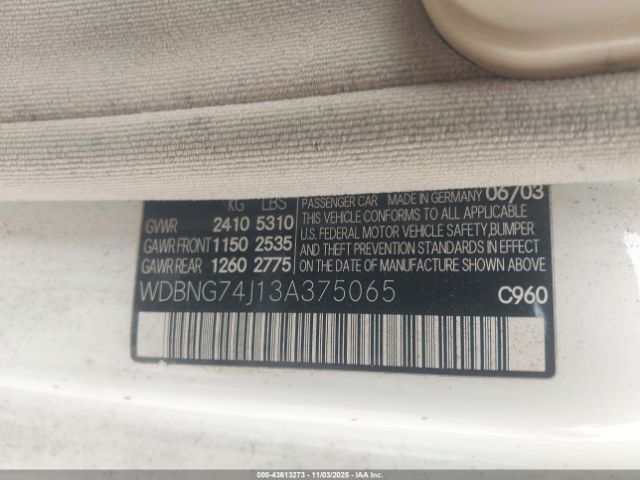 KG LBS
GVWR 2410 5310
GAWR FRONT 1150 2535
GAWR REAR 1260 2775
PASSENGER CAR MADE IN GERMANY 06/03
THIS VEHICLE CONFORMS TO ALL APPLICABLE
U.S. FEDERAL MOTOR VEHICLE SAFETY,BUMPER
AND THEFT PREVENTION STANDARDS IN EFFECT
ON THE DATE OF MANUFACTURE SHOWN ABOVE.
WDBNG74J13A375065 C960
000-43613273 - 11/03/2025 - ©IAAI.COM